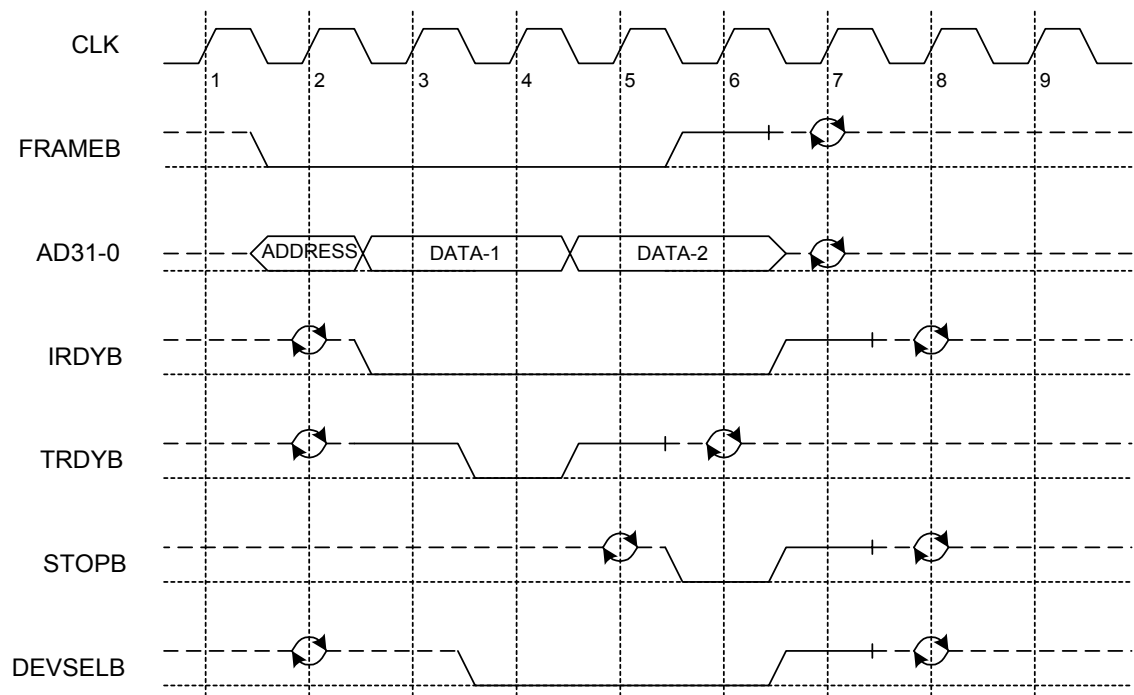 CLK
1 2 3 4 5 6 7 8 9
FRAMEB
AD31-0
ADDRESS DATA-1 DATA-2
IRDYB
TRDYB
STOPB
DEVSELB